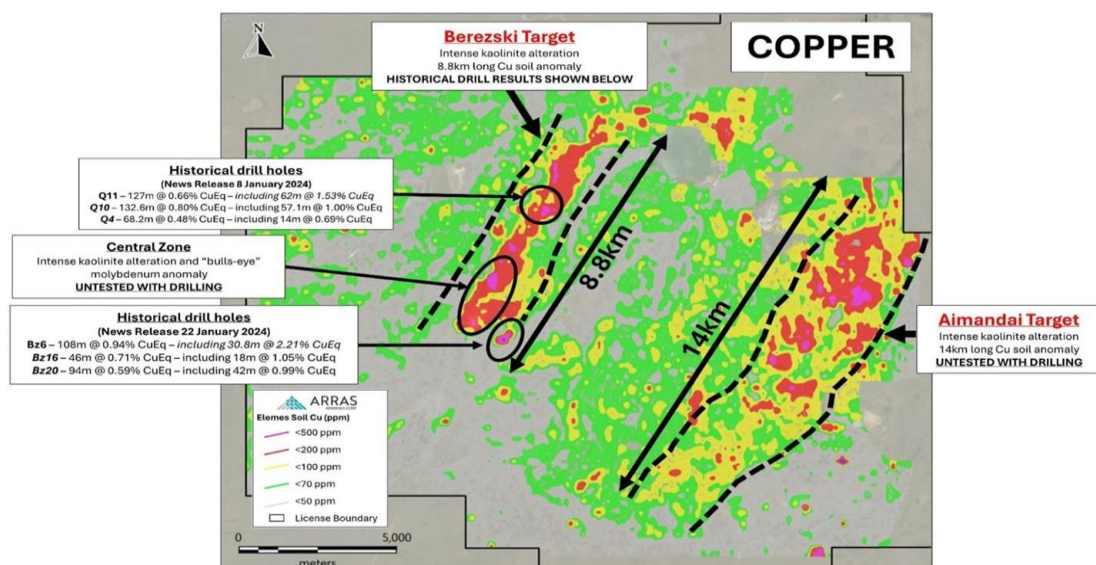 N
Berezski Target
Intense kaolinite alteration
8.8km long Cu soil anomaly
HISTORICAL DRILL RESULTS SHOWN BELOW
COPPER
Historical drill holes
(News Release 8 January 2024)
Q11 – 127m @ 0.66% CuEq – including 62m @ 1.53% CuEq
Q10 – 132.6m @ 0.80% CuEq – including 57.1m @ 1.00% CuEq
Q4 – 68.2m @ 0.48% CuEq – including 14m @ 0.69% CuEq
Central Zone
Intense kaolinite alteration and “bulls-eye”
molybdenum anomaly
UNTESTED WITH DRILLING
Historical drill holes
(News Release 22 January 2024)
Bz6 – 108m @ 0.94% CuEq – including 30.8m @ 2.21% CuEq
Bz16 – 46m @ 0.71% CuEq – including 18m @ 1.05% CuEq
Bz20 – 94m @ 0.59% CuEq – including 42m @ 0.99% CuEq
8.8km
14km
Aimandai Target
Intense kaolinite alteration
14km long Cu soil anomaly
UNTESTED WITH DRILLING
ARRAS
MINERALS CORP
Elemes Soil Cu (ppm)
<500 ppm
<200 ppm
<100 ppm
<70 ppm
<50 ppm
License Boundary
0 5,000
meters